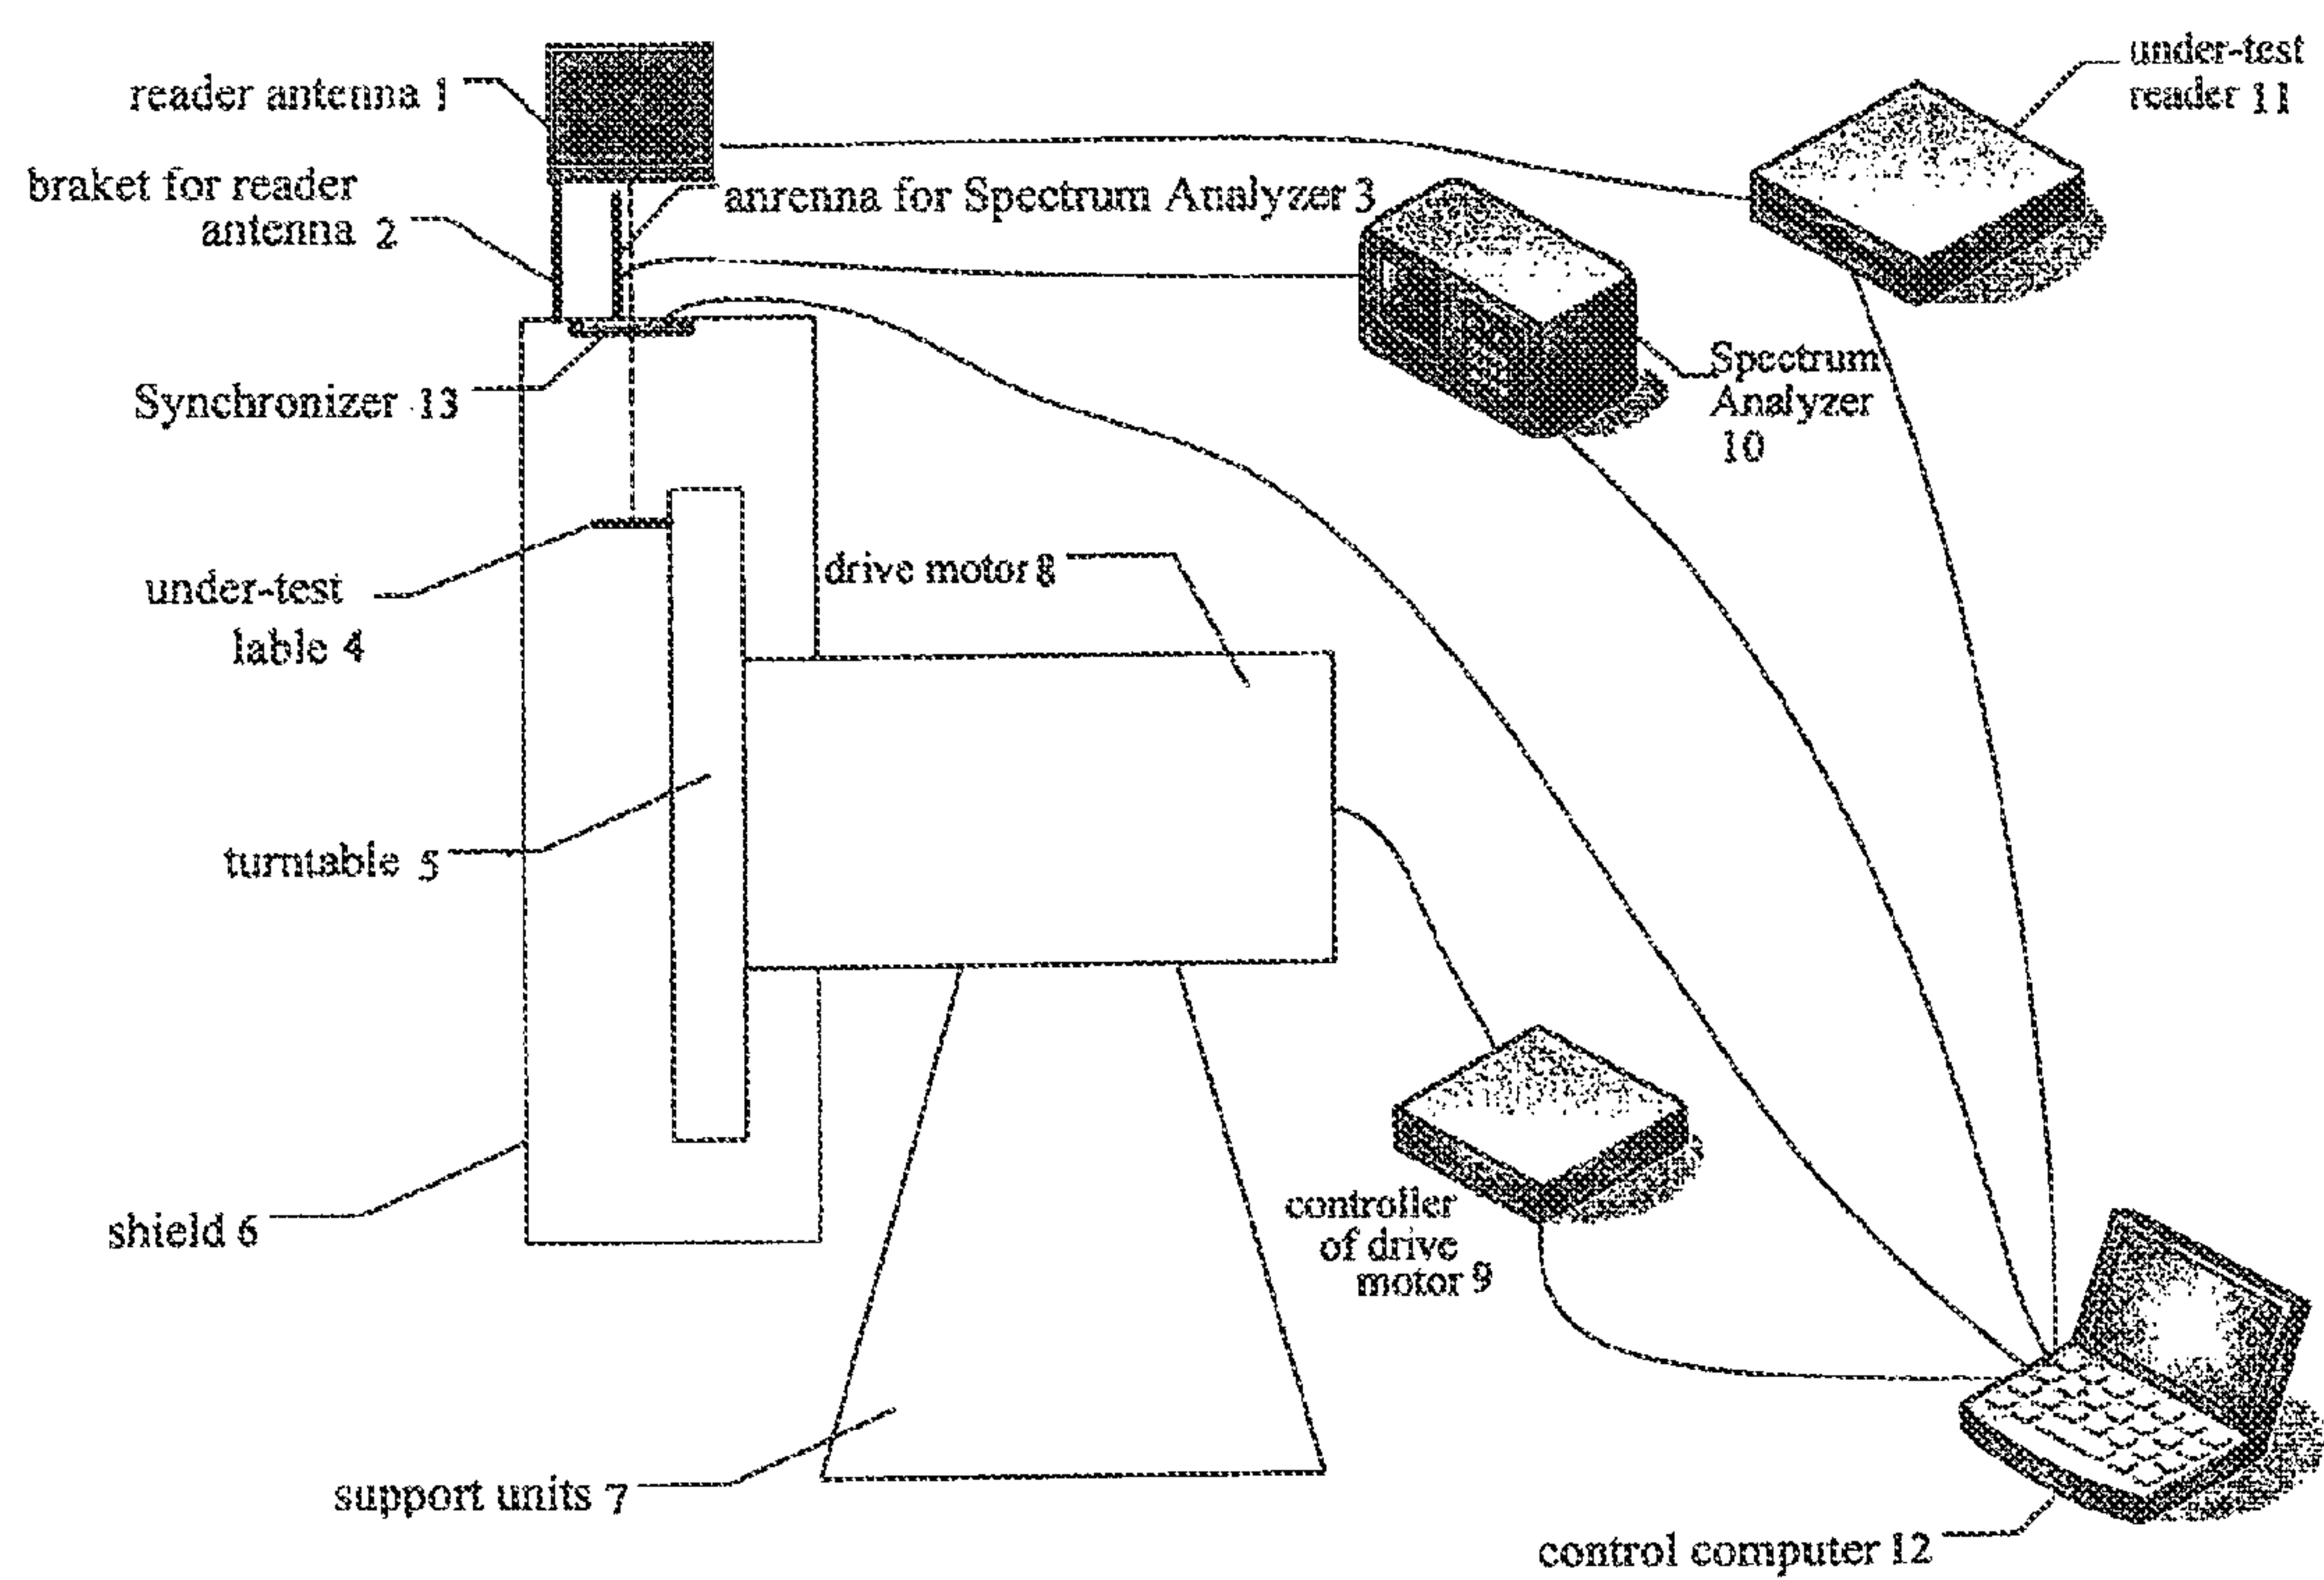 reader antenna 1
under-test
reader 11
braket for reader
antenna 2
anrenna for Spectrum Analyzer 3
Spectrum
Analyzer
10
Synchronizer 13
under-test
lable 4
drive motor 8
turntable 5
controller
of drive
motor 9
shield 6
support units 7
control computer 12